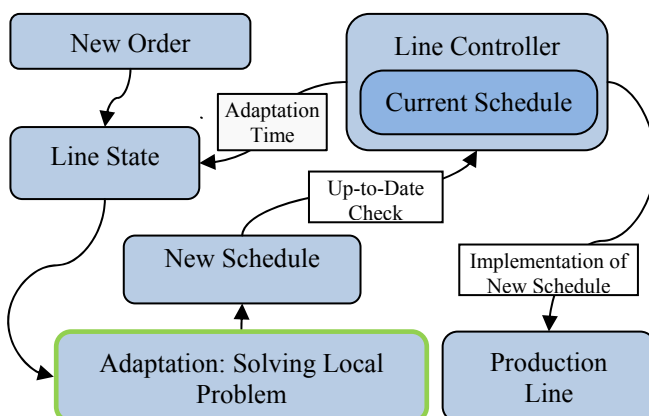 New Order
Line Controller
Current Schedule
Adaptation
Time
Line State
Up-to-Date
Check
New Schedule
Implementation of
New Schedule
Adaptation: Solving Local
Problem
Production
Line